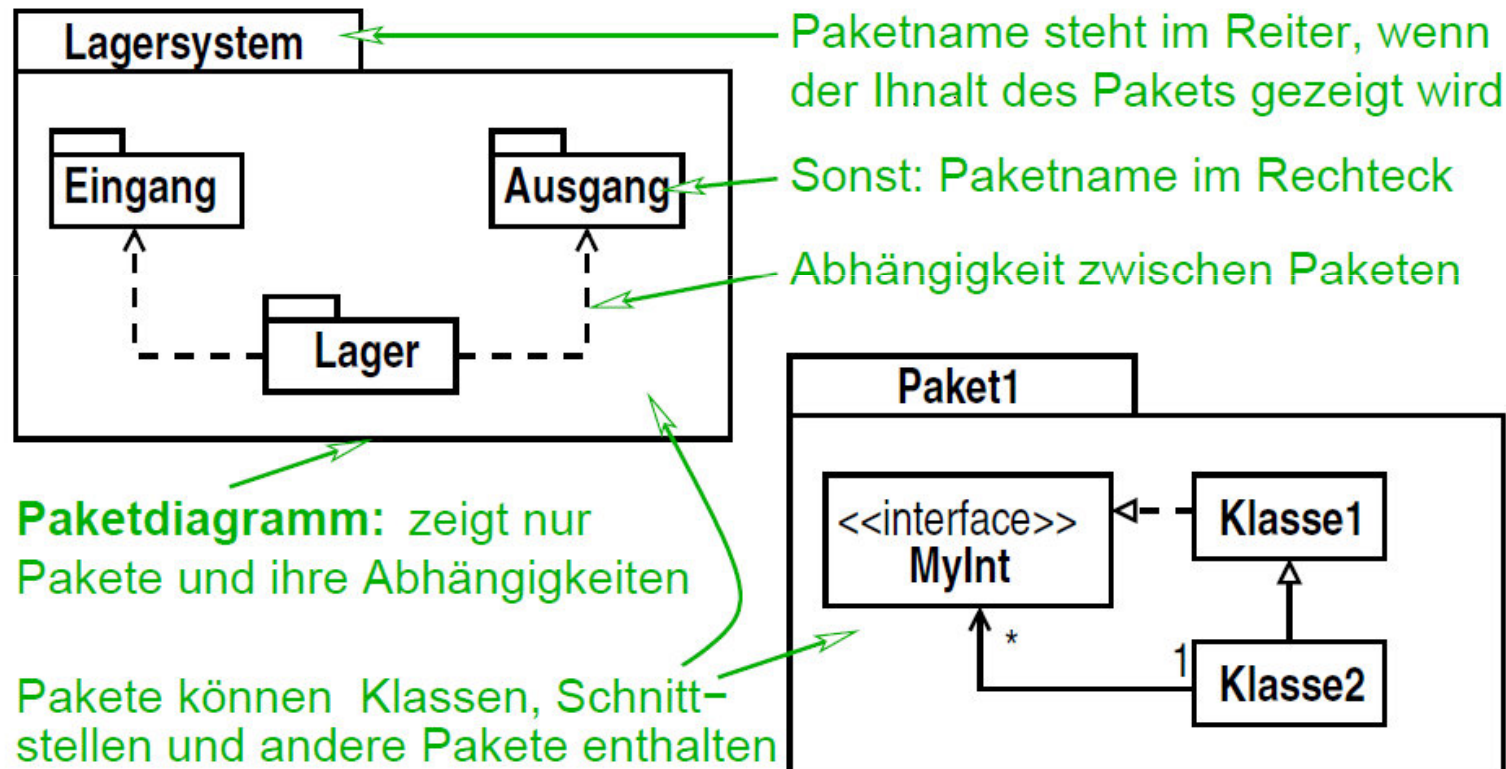 Lagersystem
Paketname steht im Reiter, wenn
der Ihnalt des Pakets gezeigt wird
Eingang
Ausgang
Sonst: Paketname im Rechteck
Abhängigkeit zwischen Paketen
Lager
Paketdiagramm: zeigt nur
Pakete und ihre Abhängigkeiten
Pakete können Klassen, Schnitt-
stellen und andere Pakete enthalten
Paket1
<<interface>>
MyInt
Klasse1
*
1
Klasse2